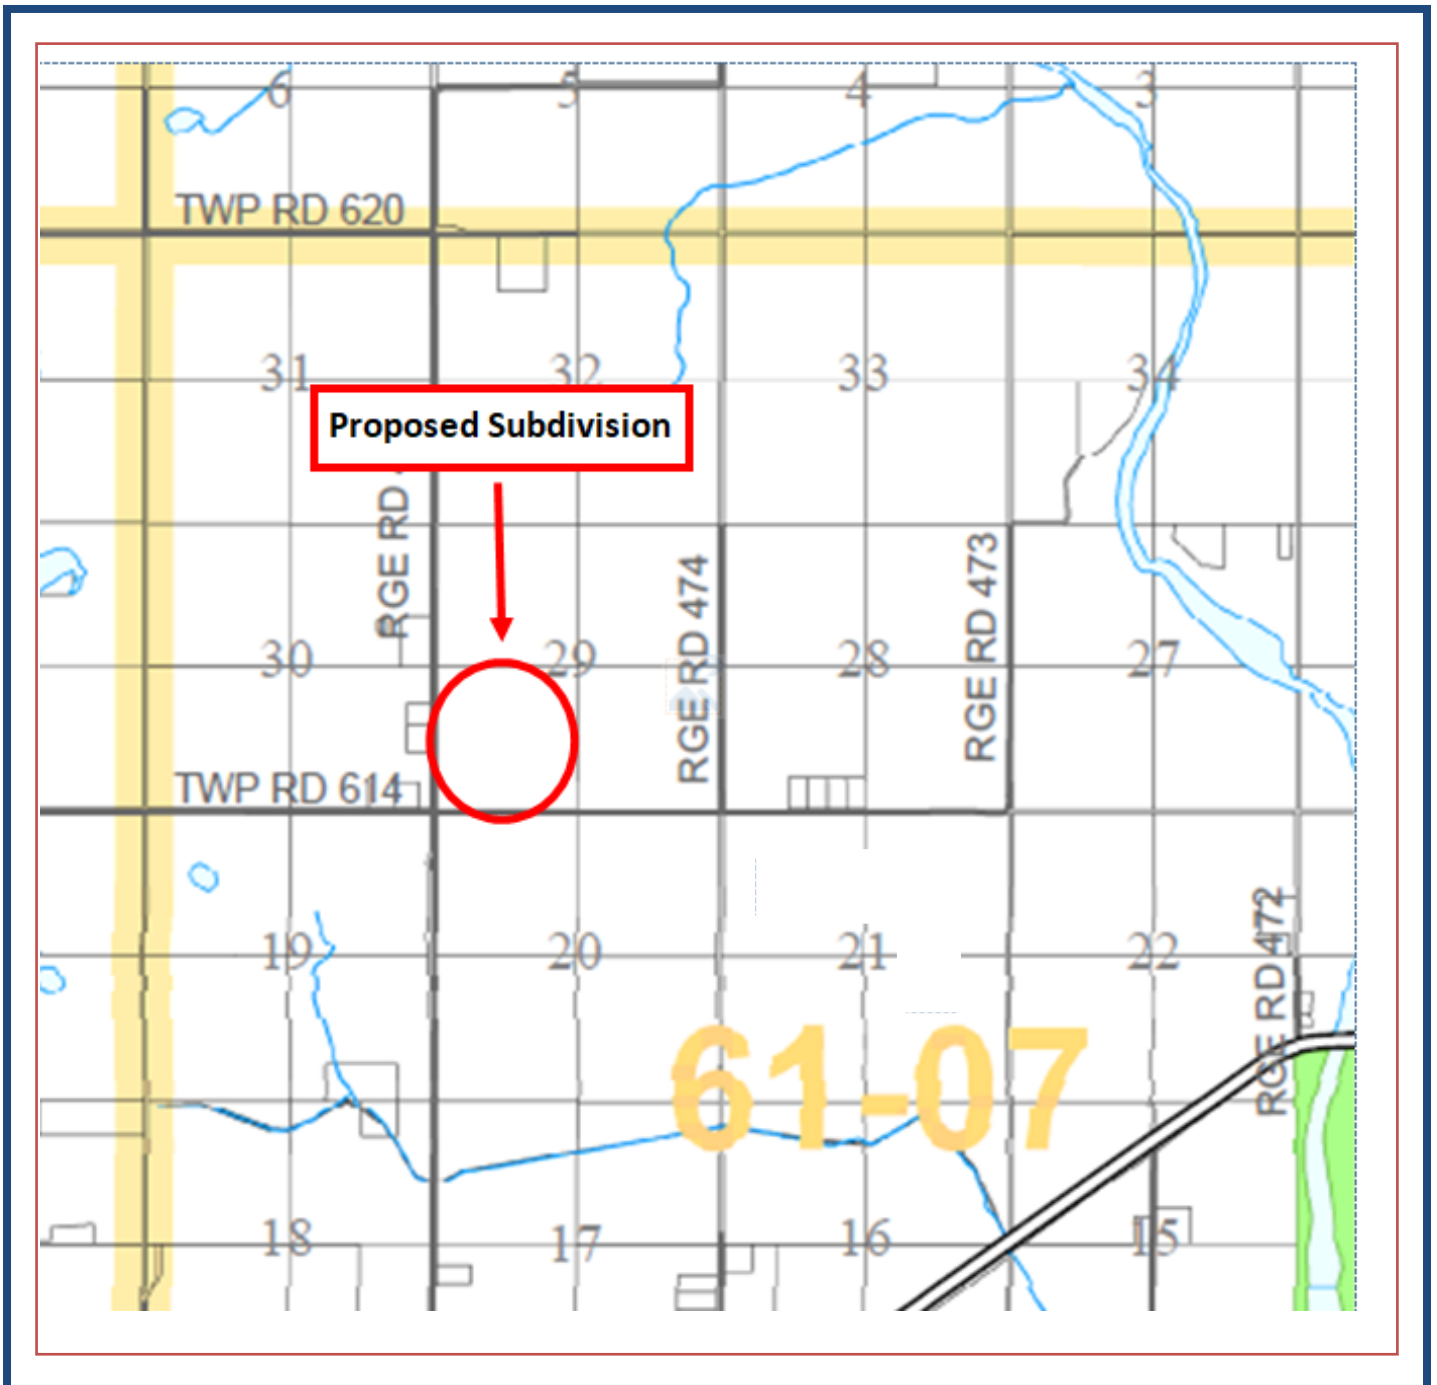 6 5 4 3
TWP RD 620
31 32 33 34
Proposed Subdivision
RGE RD
RGE RD 474
RGE RD 473
30 29 28 27
TWP RD 614
19 20 21 22
RGE RD 472
61-07
18 17 16 15